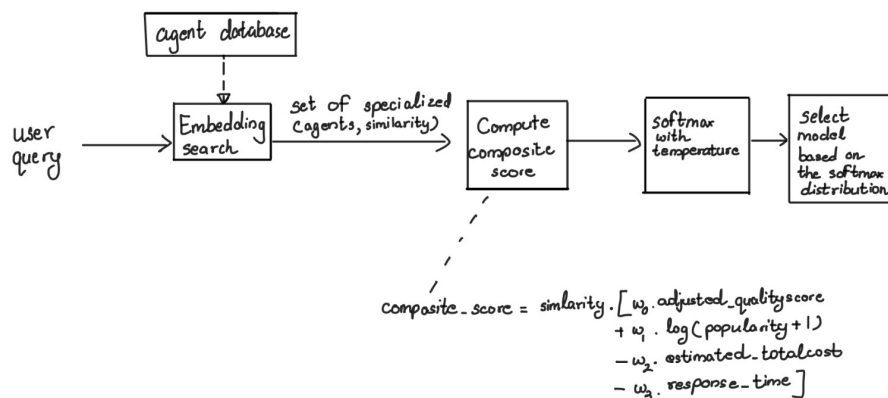 agent database
user
query
Embedding
search
set of specialized
(agents, similarity)
Compute
composite
score
softmax
with
temperature
select
model
based on
the softmax
distribution
composite_score = simlarity . [ w₀. adjusted_qualityscore
+ w₁ . log(popularity + 1)
- w₂. estimated_totalcost
- w₃. response_time ]